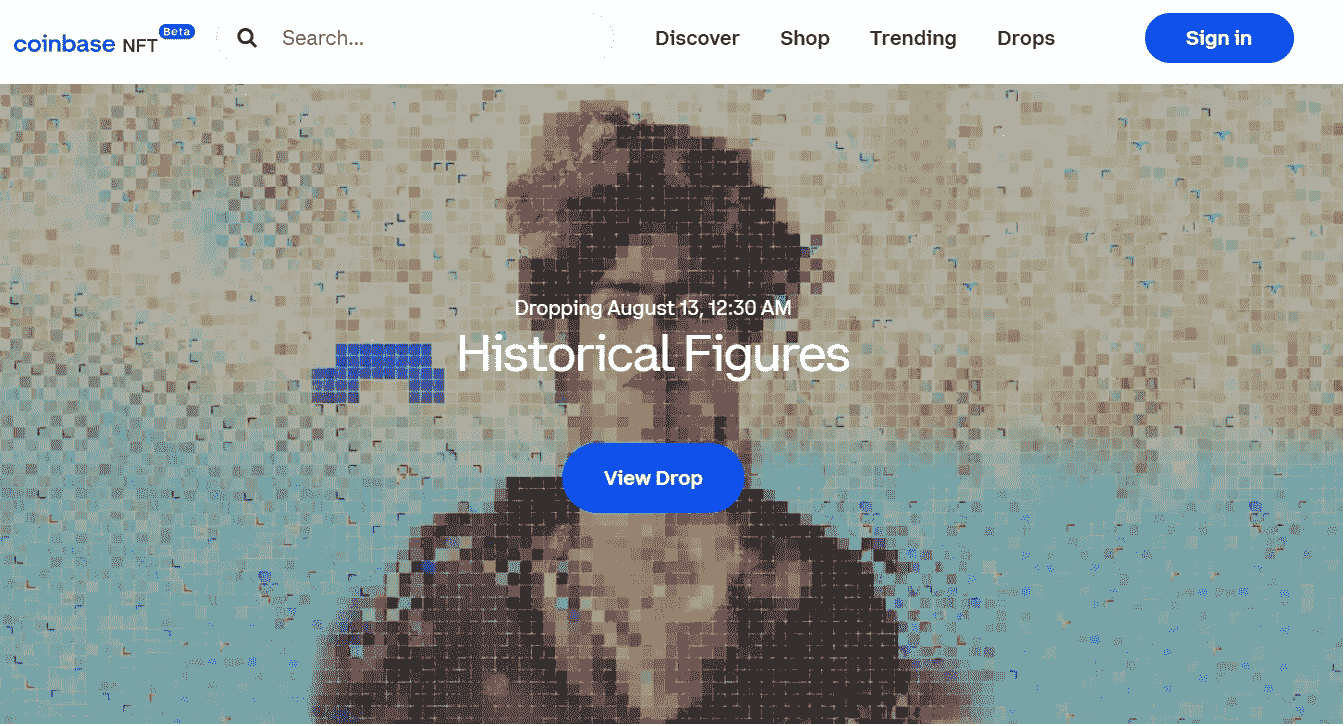 coinbase NFT Beta
Search...
Discover Shop Trending Drops
Sign in
Dropping August 13, 12:30 AM
Historical Figures
View Drop